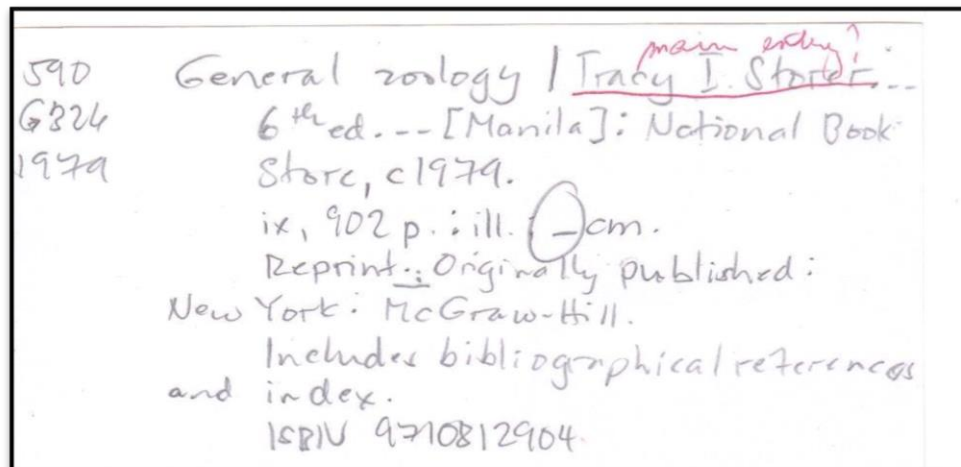 main entry?
590 General zoology / Tracy I. Storer...
G324 6th ed. -- [Manila] : National Book
1979 Store, c1979.
ix, 902 p. : ill. ; _ cm.
Reprint. : Originally published :
New York : McGraw-Hill.
Includes bibliographical references
and index.
ISBN 9710812904